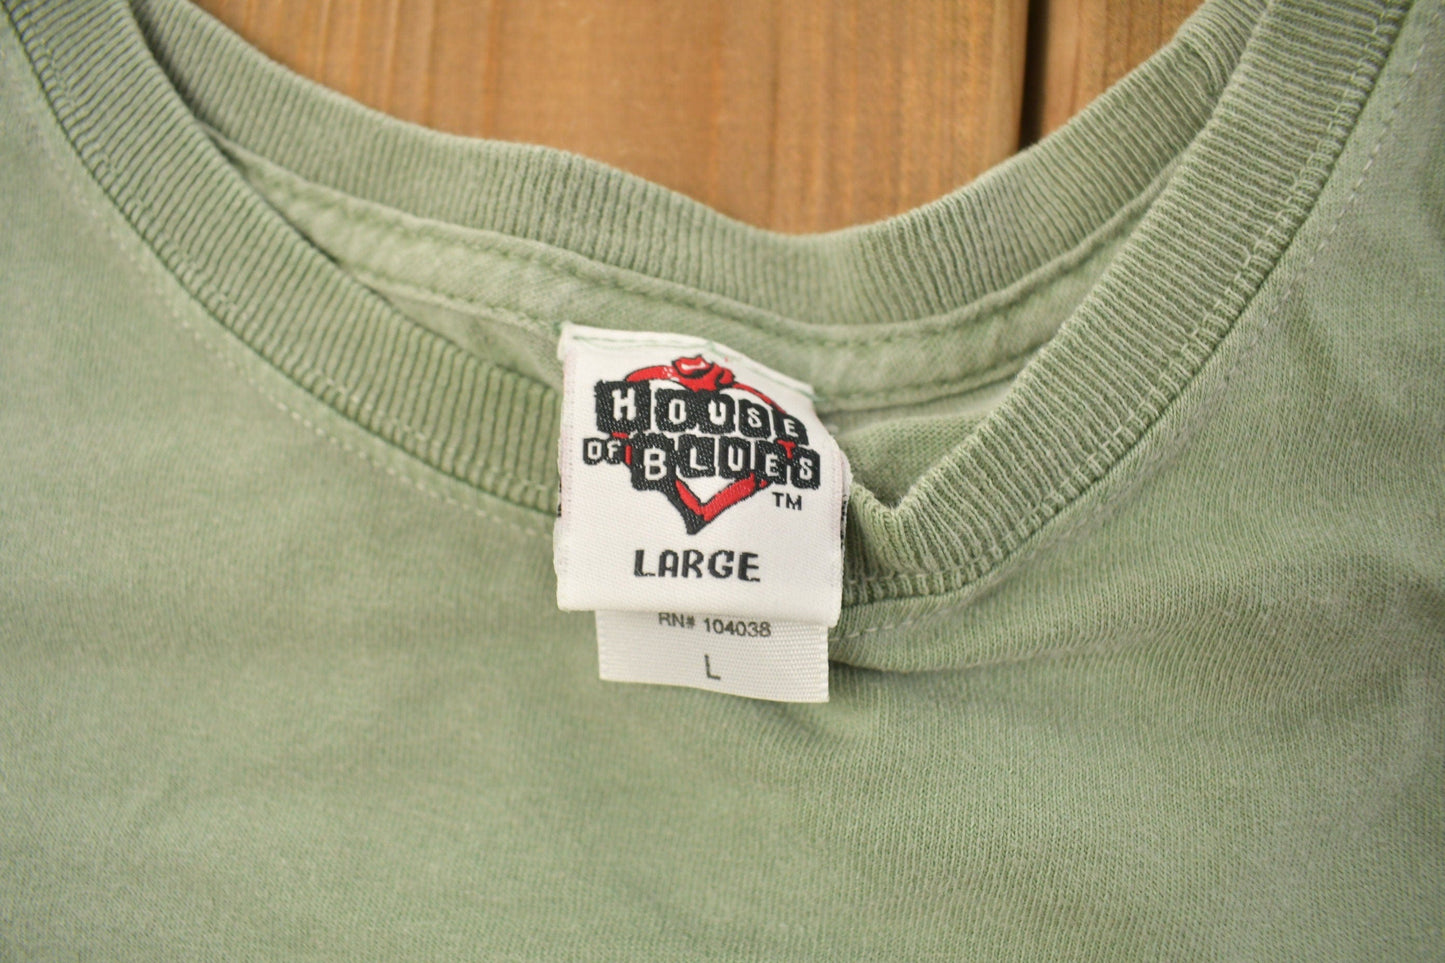 HOUSE
OF BLUES
TM
LARGE
RN# 104038
L